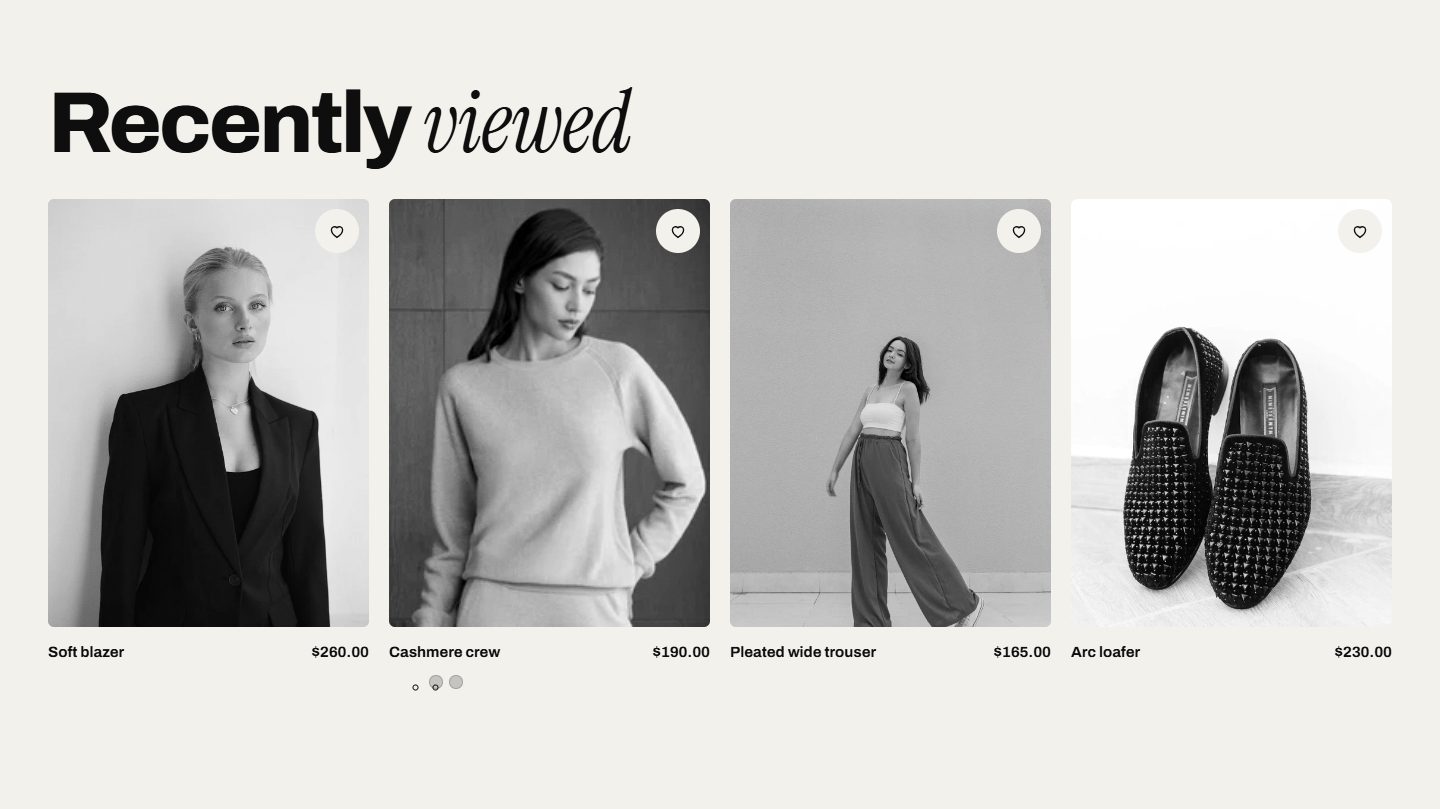 Recently viewed
Soft blazer $260.00
Cashmere crew $190.00
Pleated wide trouser $165.00
Arc loafer $230.00